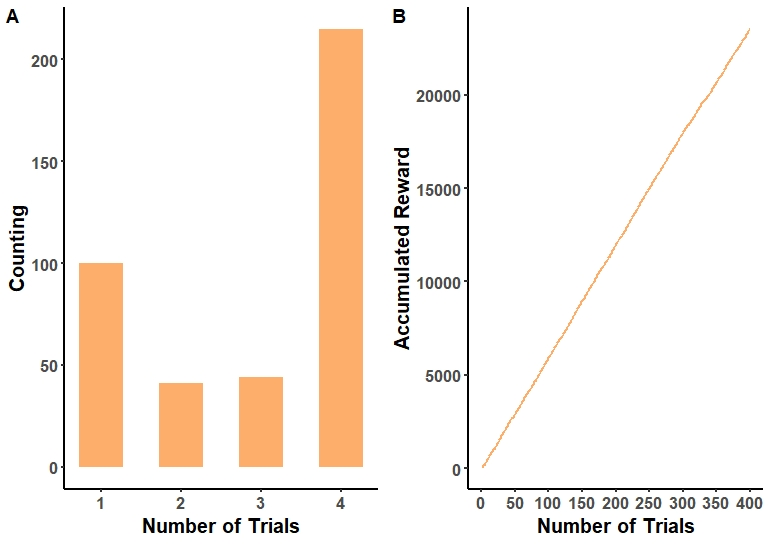 A
Counting
200
150
100
50
0
1 2 3 4
Number of Trials
B
Accumulated Reward
20000
15000
10000
5000
0
0 50 100 150 200 250 300 350 400
Number of Trials